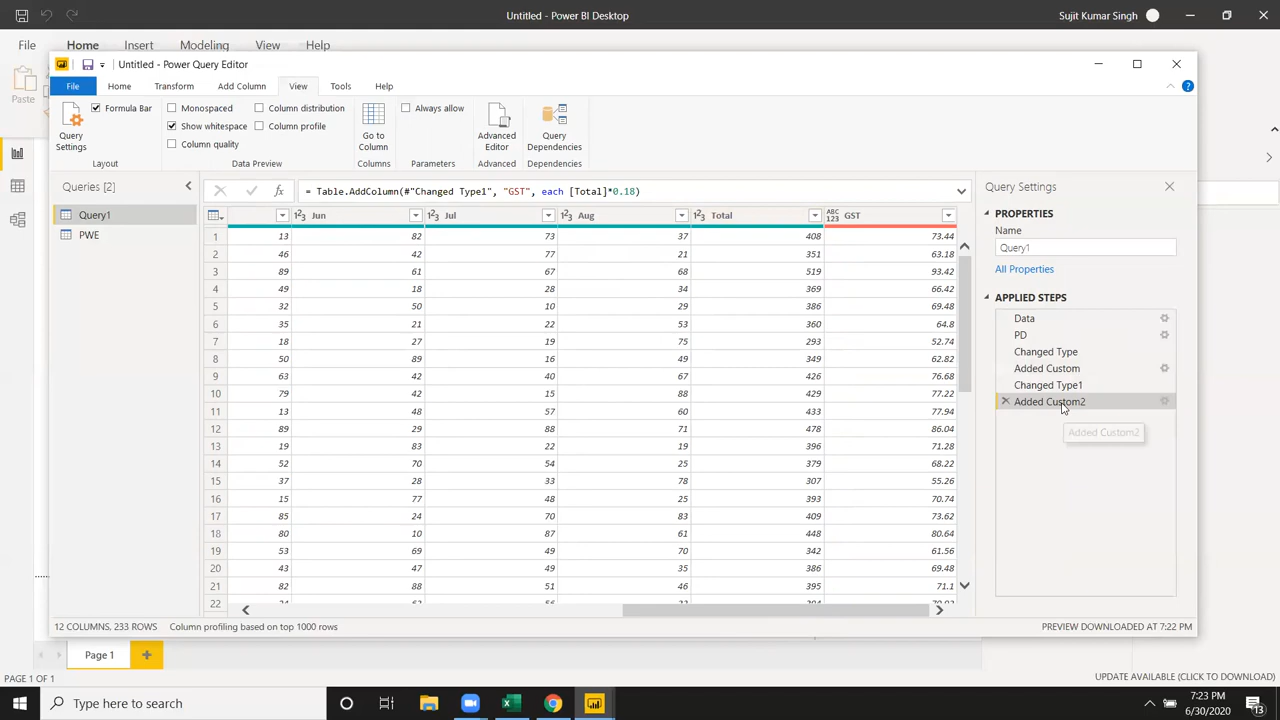 Untitled - Power BI Desktop
Sujit Kumar Singh
File Home Insert Modeling View Help
Paste
Untitled - Power Query Editor
File Home Transform Add Column View Tools Help
Query Settings
Formula Bar
Layout
Monospaced
Show whitespace
Column quality
Column distribution
Column profile
Data Preview
Go to Column
Columns
Always allow
Parameters
Advanced Editor
Advanced
Query Dependencies
Dependencies
Queries [2]
Query1
PWE
= Table.AddColumn(#"Changed Type1", "GST", each [Total]*0.18)
Jun Jul Aug Total GST
1 13 82 73 37 408 73.44
2 46 42 77 21 351 63.18
3 89 61 67 68 519 93.42
4 49 18 28 34 369 66.42
5 32 50 10 29 386 69.48
6 35 21 22 53 360 64.8
7 18 27 19 75 293 52.74
8 50 89 16 49 349 62.82
9 63 42 40 67 426 76.68
10 79 42 15 88 429 77.22
11 13 48 57 60 433 77.94
12 89 29 88 71 478 86.04
13 19 83 22 19 396 71.28
14 52 70 54 25 379 68.22
15 37 28 33 78 307 55.26
16 15 77 48 25 393 70.74
17 85 24 70 83 409 73.62
18 80 10 87 61 448 80.64
19 53 69 49 70 342 61.56
20 43 47 49 35 386 69.48
21 82 88 51 46 395 71.1
22
Query Settings
PROPERTIES
Name
Query1
All Properties
APPLIED STEPS
Data
PD
Changed Type
Added Custom
Changed Type1
Added Custom2
Added Custom2
12 COLUMNS, 233 ROWS Column profiling based on top 1000 rows PREVIEW DOWNLOADED AT 7:22 PM
Page 1
PAGE 1 OF 1
UPDATE AVAILABLE (CLICK TO DOWNLOAD)
Type here to search
7:23 PM
6/30/2020
13